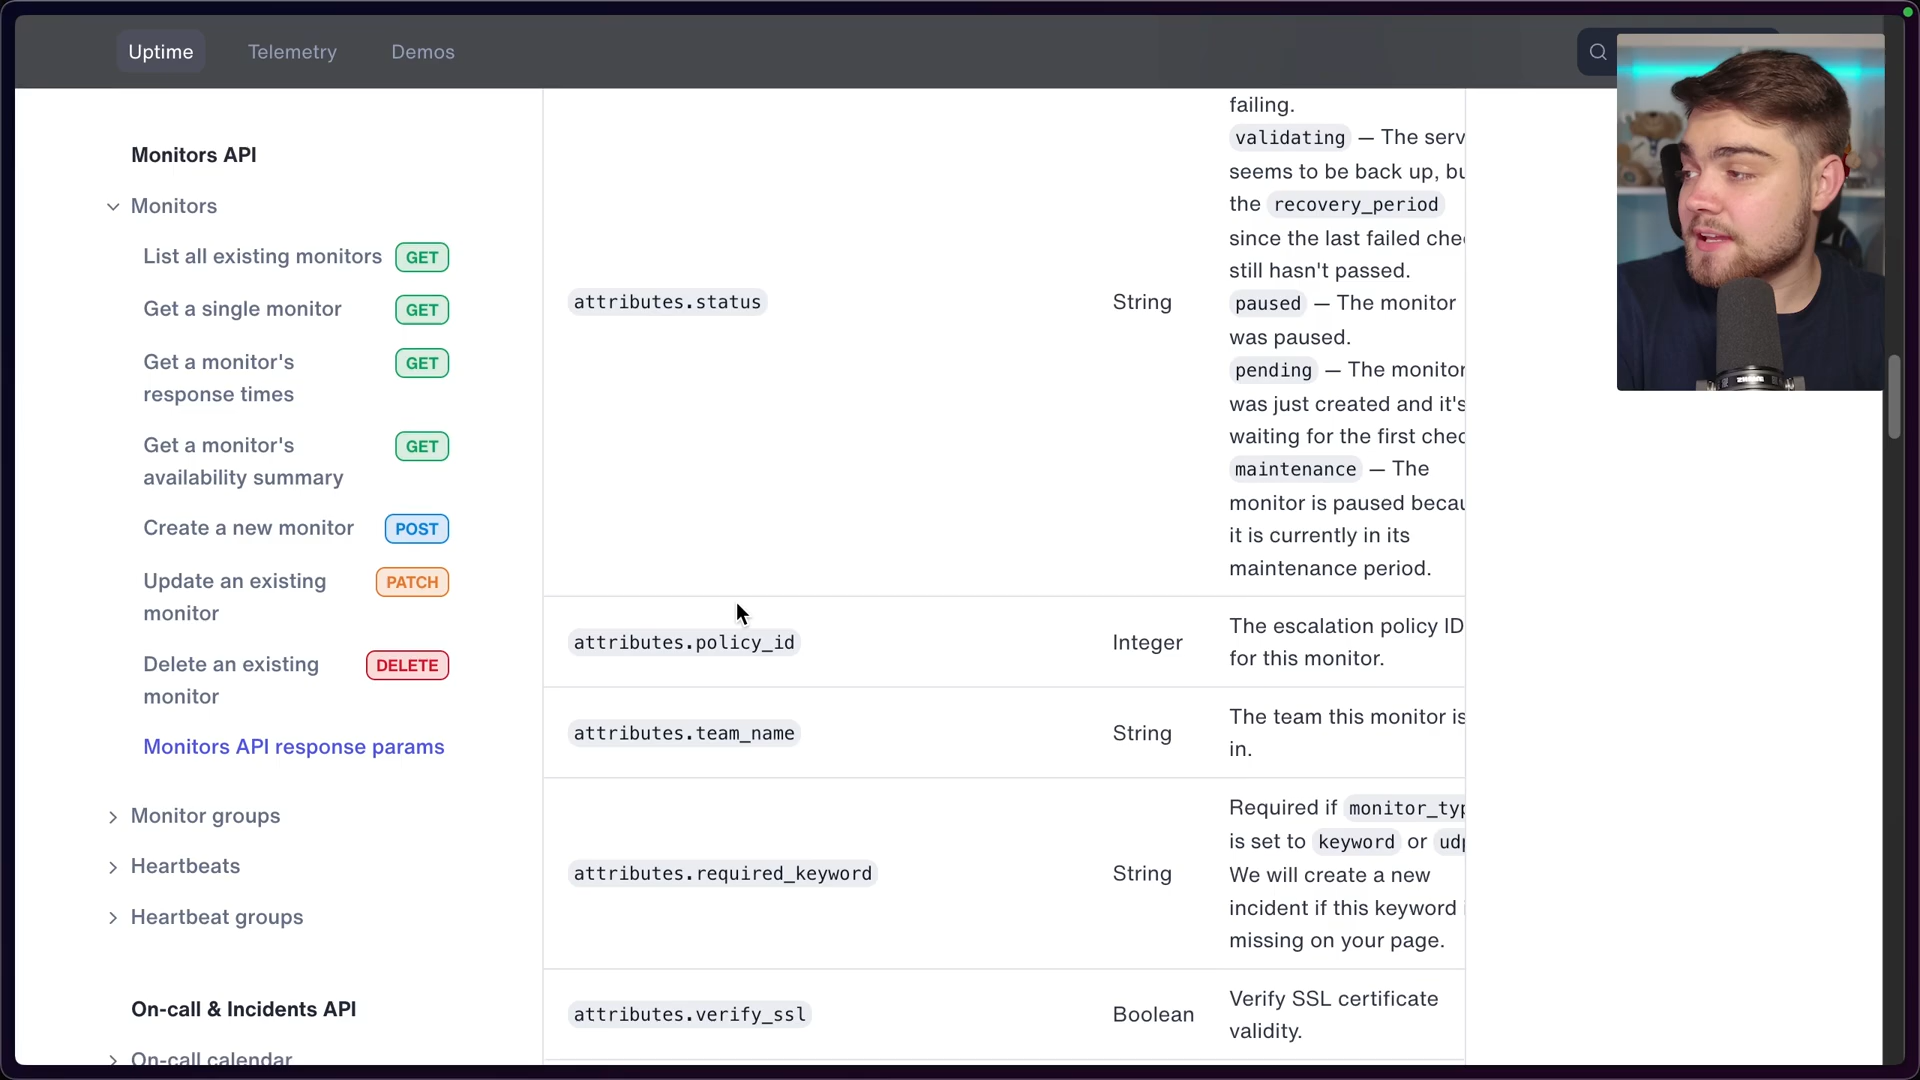 Uptime
Telemetry
Demos
Monitors API
Monitors
List all existing monitors GET
Get a single monitor GET
Get a monitor's GET
response times
Get a monitor's GET
availability summary
Create a new monitor POST
Update an existing PATCH
monitor
Delete an existing DELETE
monitor
Monitors API response params
Monitor groups
Heartbeats
Heartbeat groups
On-call & Incidents API
On-call calendar
failing.
validating — The serv
seems to be back up, bu
the recovery_period
since the last failed che
still hasn't passed.
attributes.status String
paused — The monitor
was paused.
pending — The monitor
was just created and it's
waiting for the first chec
maintenance — The
monitor is paused becau
it is currently in its
maintenance period.
attributes.policy_id Integer
The escalation policy ID
for this monitor.
attributes.team_name String
The team this monitor is
in.
attributes.required_keyword String
Required if monitor_typ
is set to keyword or udp
We will create a new
incident if this keyword
missing on your page.
attributes.verify_ssl Boolean
Verify SSL certificate
validity.